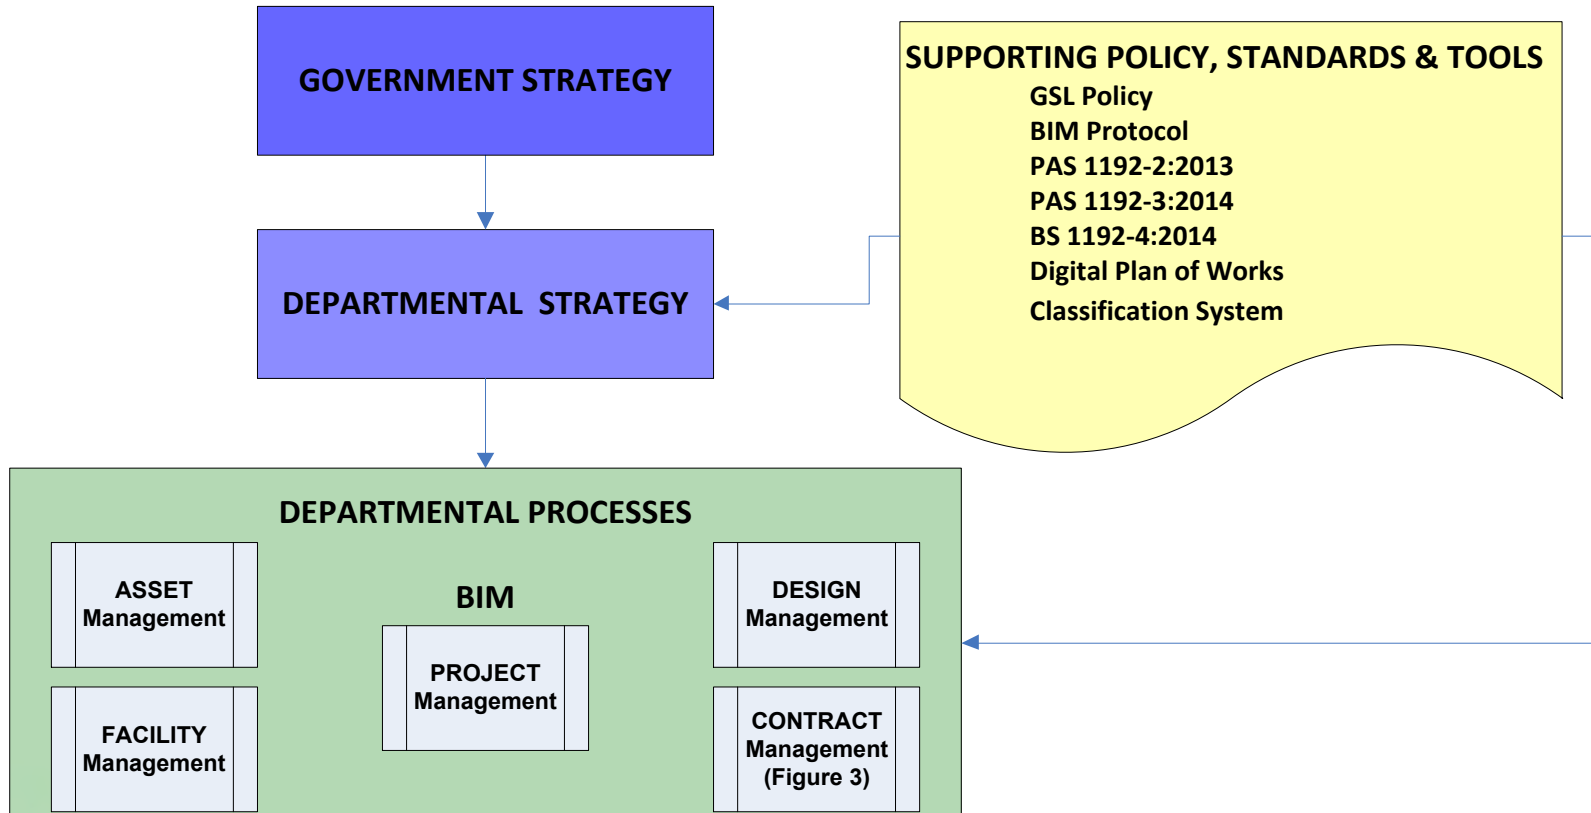 GOVERNMENT STRATEGY
SUPPORTING POLICY, STANDARDS & TOOLS
GSL Policy
BIM Protocol
PAS 1192-2:2013
PAS 1192-3:2014
BS 1192-4:2014
Digital Plan of Works
Classification System
DEPARTMENTAL STRATEGY
DEPARTMENTAL PROCESSES
ASSET
Management
BIM
DESIGN
Management
PROJECT
Management
FACILITY
Management
CONTRACT
Management
(Figure 3)